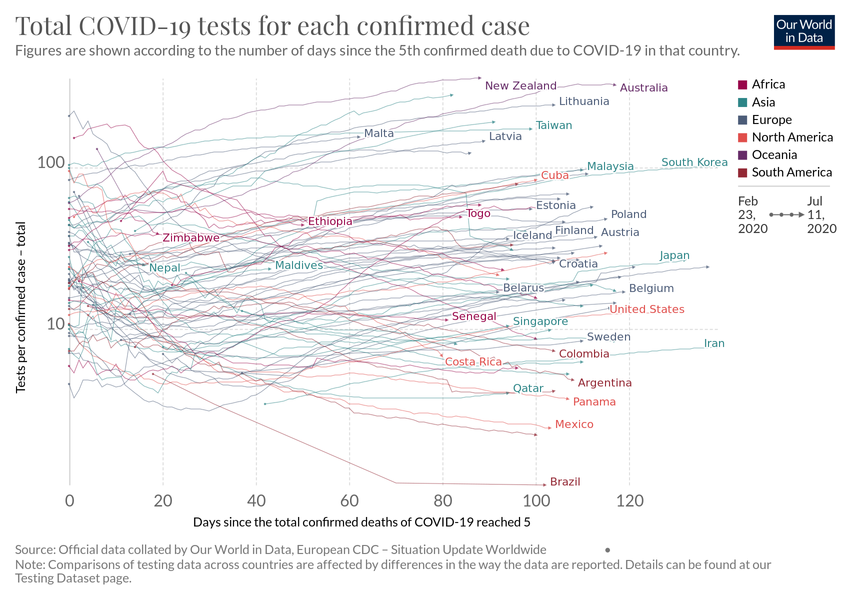 Total COVID-19 tests for each confirmed case
Figures are shown according to the number of days since the 5th confirmed death due to COVID-19 in that country.
Our World
in Data
Tests per confirmed case – total
100
10
New Zealand
Australia
Lithuania
Malta
Taiwan
Latvia
South Korea
Malaysia
Cuba
Estonia
Togo
Poland
Ethiopia
Finland
Austria
Iceland
Zimbabwe
Japan
Croatia
Nepal
Maldives
Belarus
Belgium
United States
Senegal
Singapore
Sweden
Iran
Colombia
Costa Rica
Argentina
Qatar
Panama
Mexico
Brazil
0
20
40
60
80
100
120
Days since the total confirmed deaths of COVID-19 reached 5
Africa
Asia
Europe
North America
Oceania
South America
Feb
23,
2020
Jul
11,
2020
Source: Official data collated by Our World in Data, European CDC – Situation Update Worldwide
Note: Comparisons of testing data across countries are affected by differences in the way the data are reported. Details can be found at our
Testing Dataset page.